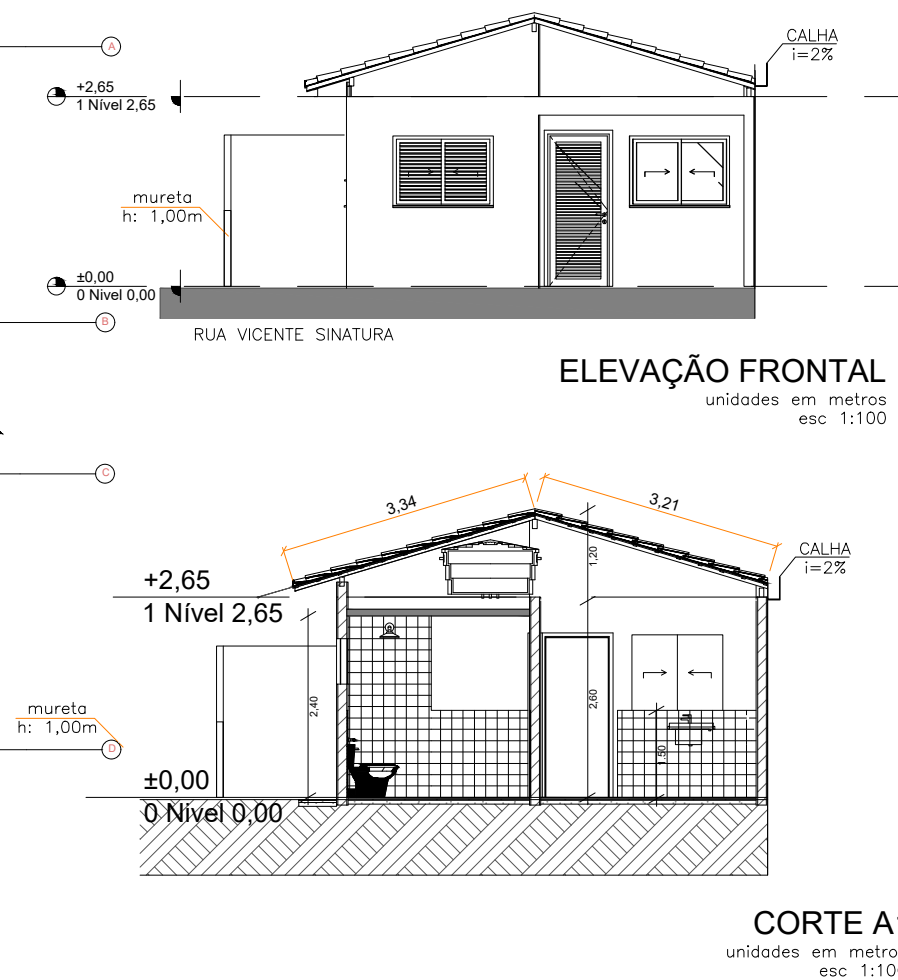 A
CALHA
i=2%
+2,65
1 Nível 2,65
mureta
h: 1,00m
±0,00
0 Nivel 0,00
B
RUA VICENTE SINATURA
ELEVAÇÃO FRONTAL
unidades em metros
esc 1:100
C
3,34
3,21
CALHA
i=2%
1,20
+2,65
1 Nível 2,65
2,40
2,60
mureta
h: 1,00m
D
1,50
±0,00
0 Nivel 0,00
CORTE A
unidades em metro
esc 1:10